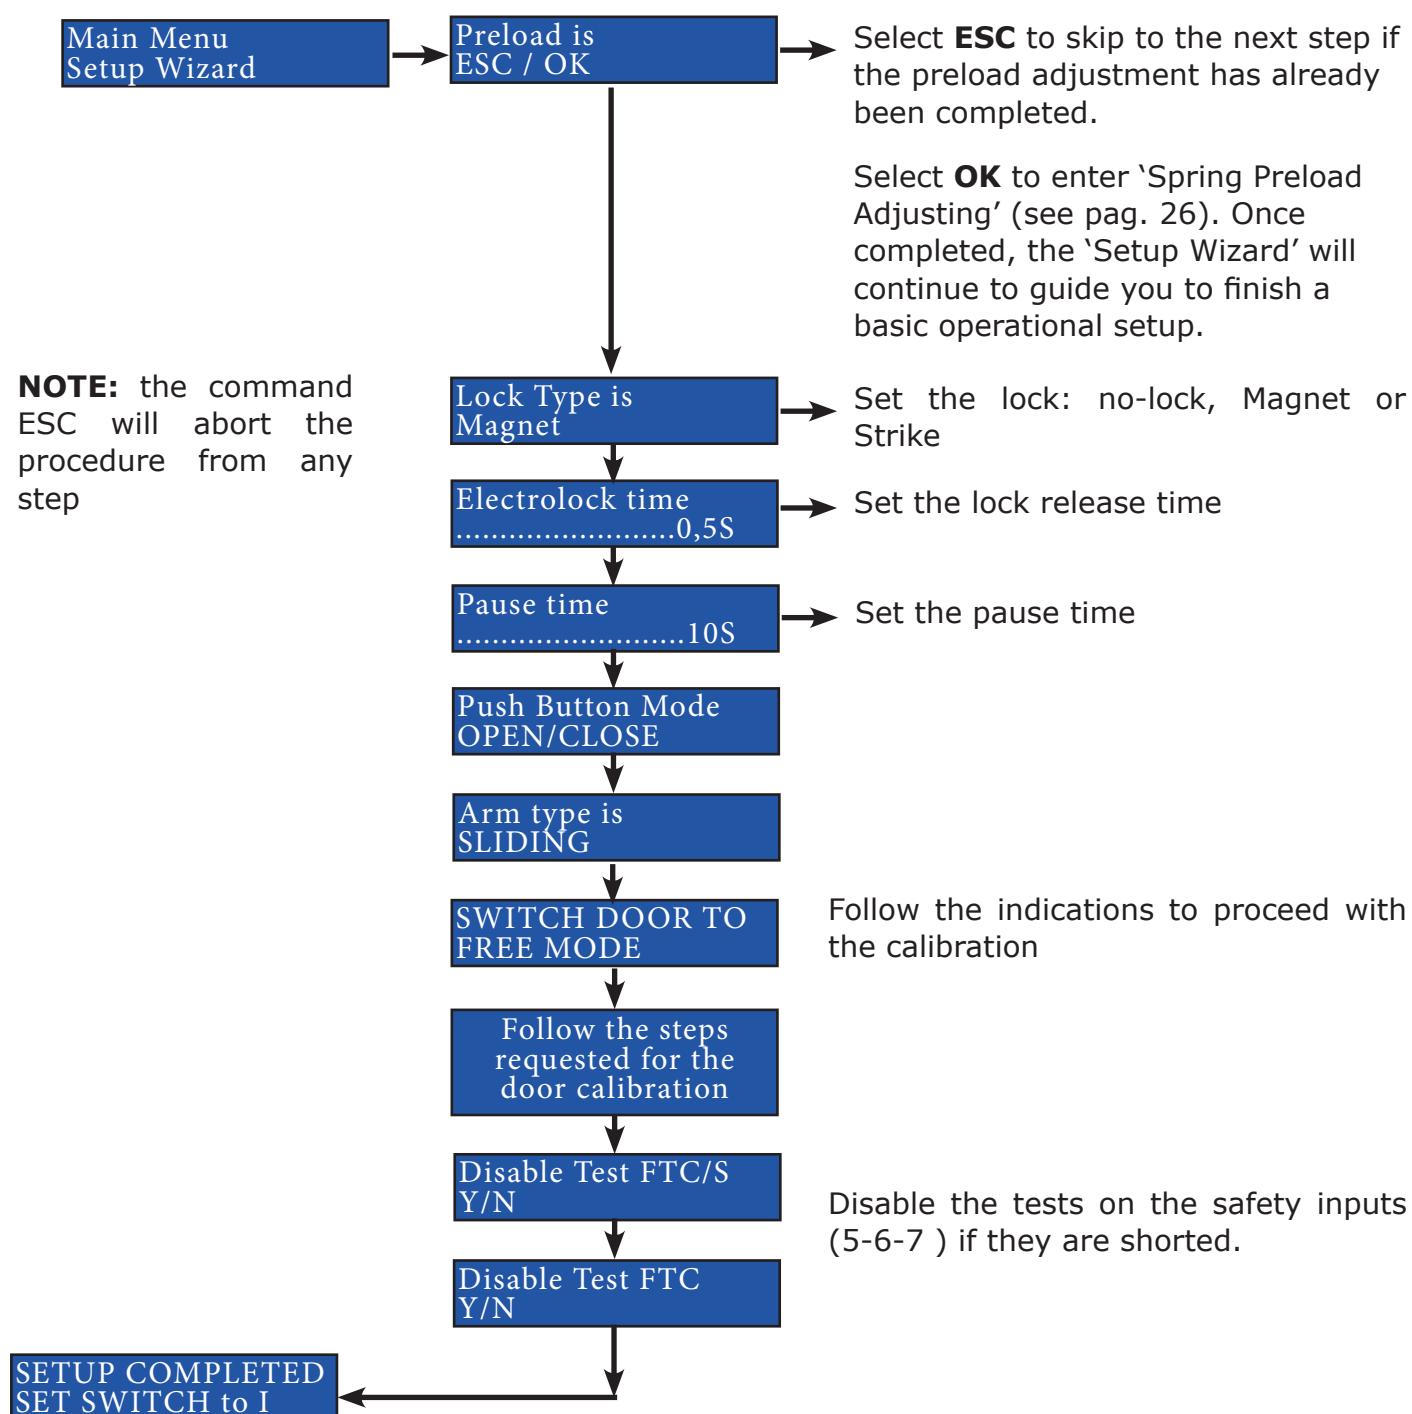 Main Menu
Setup Wizard
Preload is
ESC / OK
Select ESC to skip to the next step if
the preload adjustment has already
been completed.
Select OK to enter ‘Spring Preload
Adjusting’ (see pag. 26). Once
completed, the ‘Setup Wizard’ will
continue to guide you to finish a
basic operational setup.
NOTE: the command
ESC will abort the
procedure from any
step
Lock Type is
Magnet
Set the lock: no-lock, Magnet or
Strike
Electrolock time
.........................0,5S
Set the lock release time
Pause time
..........................10S
Set the pause time
Push Button Mode
OPEN/CLOSE
Arm type is
SLIDING
SWITCH DOOR TO
FREE MODE
Follow the indications to proceed with
the calibration
Follow the steps
requested for the
door calibration
Disable Test FTC/S
Y/N
Disable the tests on the safety inputs
(5-6-7 ) if they are shorted.
Disable Test FTC
Y/N
SETUP COMPLETED
SET SWITCH to I